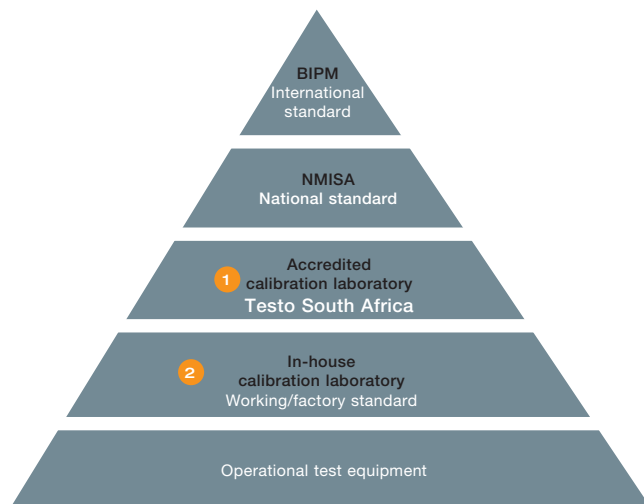 BIPM
International
standard
NMISA
National standard
1
Accredited
calibration laboratory
Testo South Africa
2
In-house
calibration laboratory
Working/factory standard
Operational test equipment